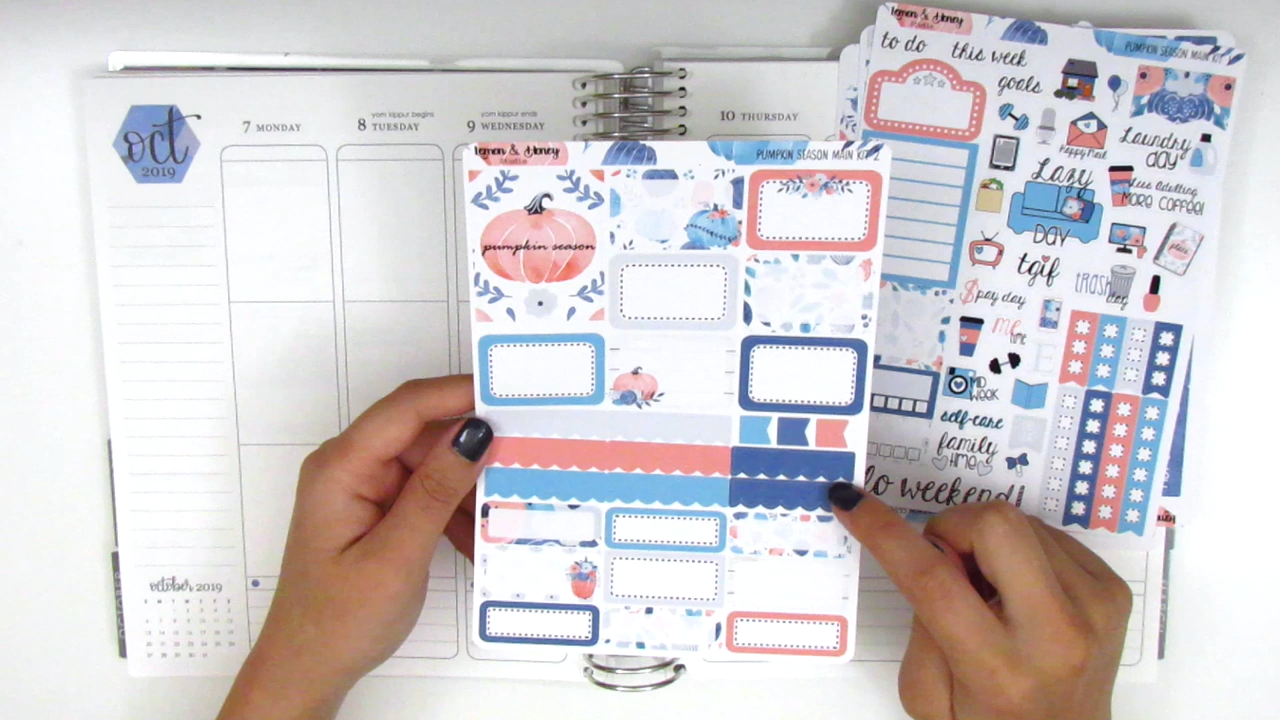 oct
2019
7 MONDAY
yom kippur begins
8 TUESDAY
yom kippur ends
9 WEDNESDAY
10 THURSDAY
october 2019
Lemon & Honey
PUMPKIN SEASON MAIN KIT 2
pumpkin season
Lemon & Honey
PUMPKIN SEASON MAIN KIT
to do
this week
goals
Happy Mail
Laundry
day
Lazy
DAY
Less Adulting
MORE COFFEE!
tgif
$pay day
trash
day
me
time
MID
WEEK
self-care
family
time
lo weekend!